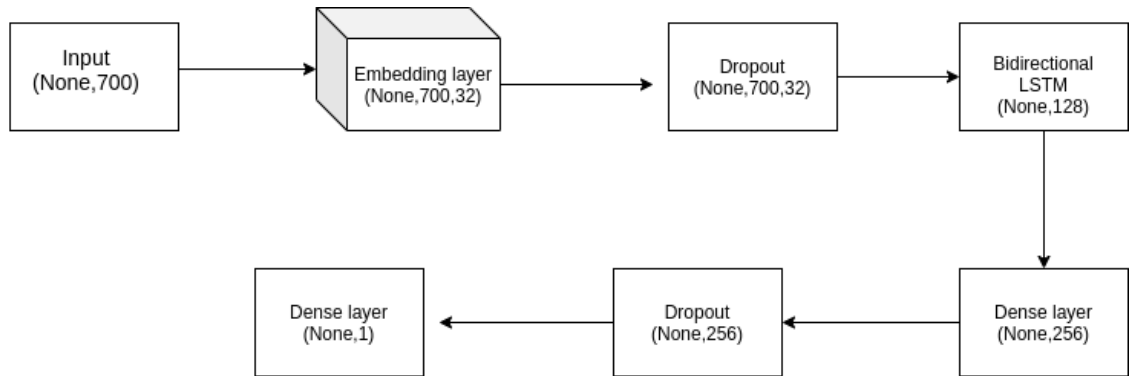 Input
(None,700)
Embedding layer
(None,700,32)
Dropout
(None,700,32)
Bidirectional
LSTM
(None,128)
Dense layer
(None,256)
Dropout
(None,256)
Dense layer
(None,1)